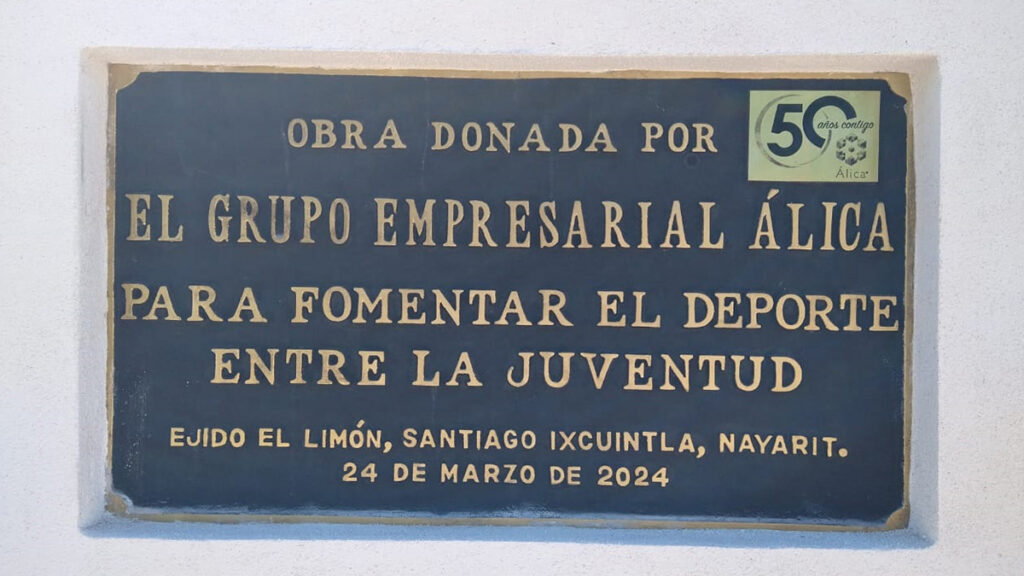 OBRA DONADA POR
50
años contigo
Álica
EL GRUPO EMPRESARIAL ÁLICA
PARA FOMENTAR EL DEPORTE
ENTRE LA JUVENTUD
EJIDO EL LIMÓN, SANTIAGO IXCUINTLA, NAYARIT.
24 DE MARZO DE 2024